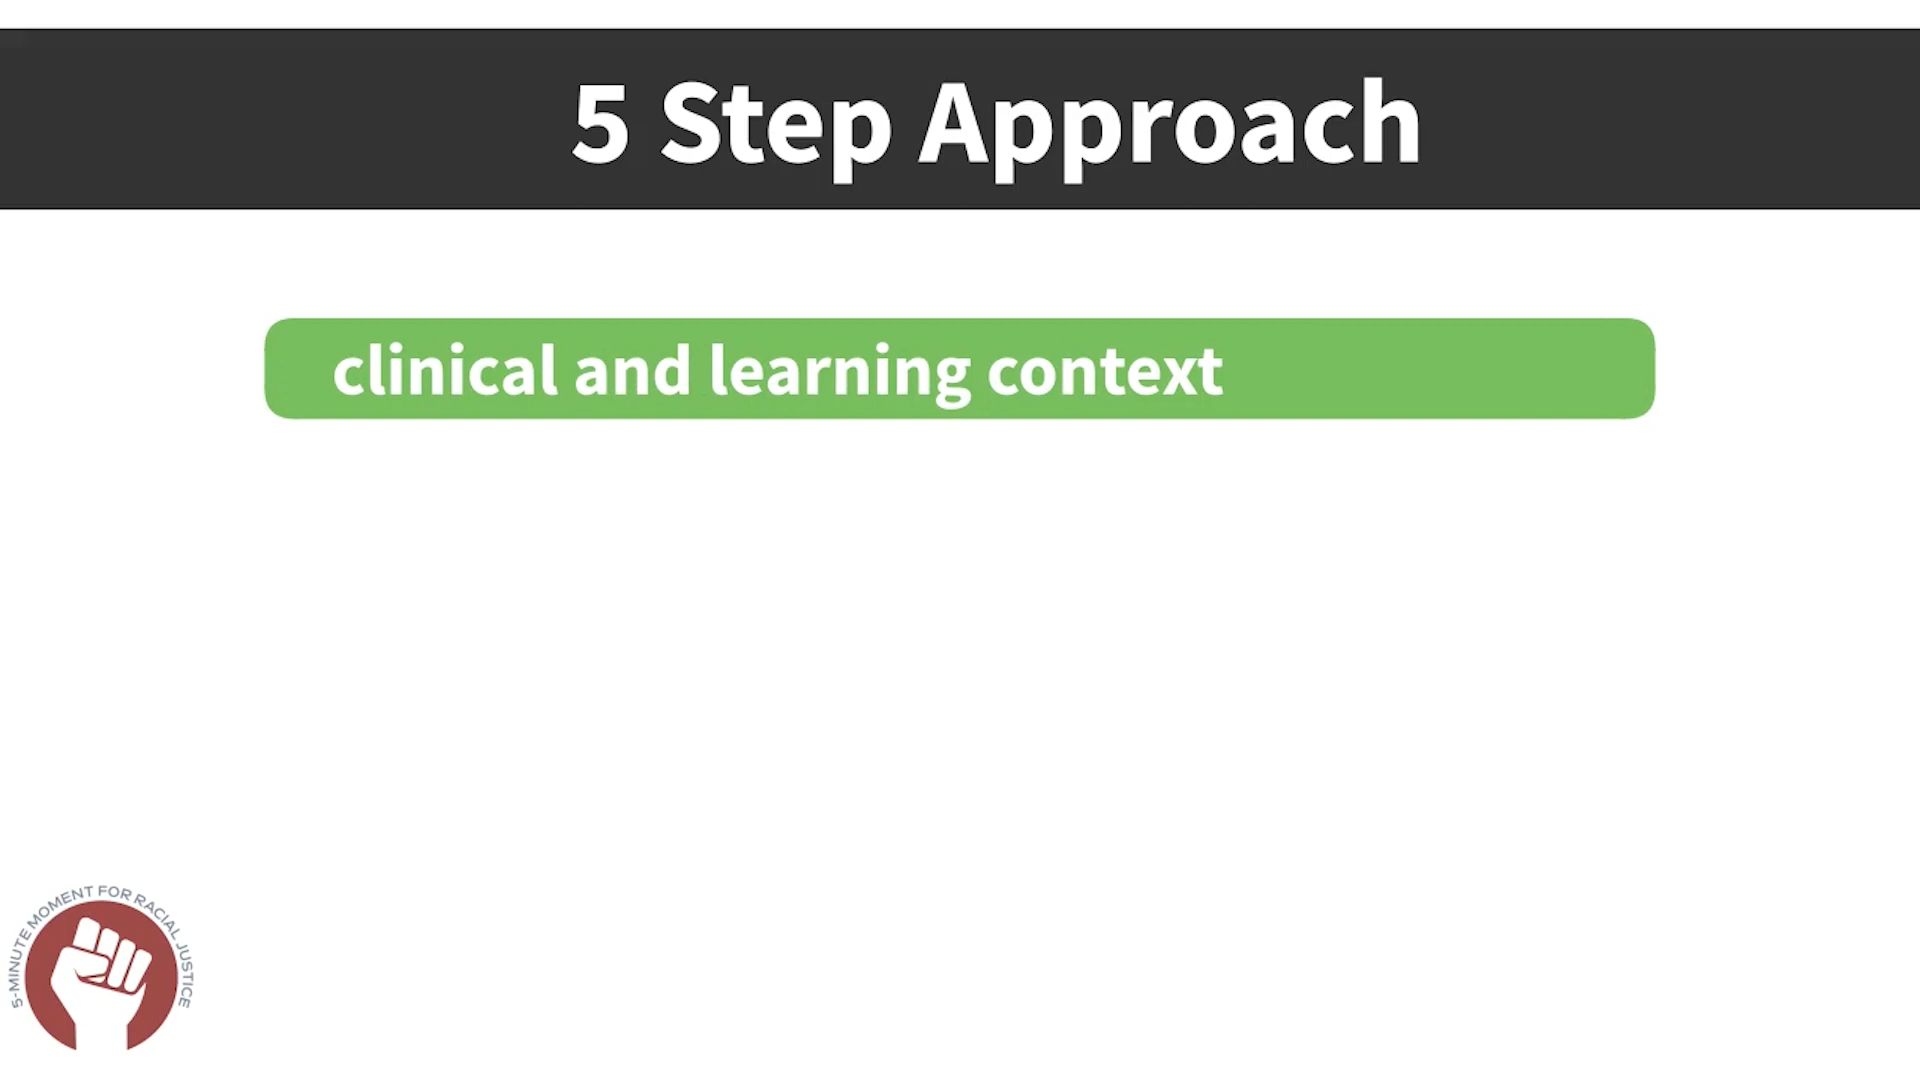 5 Step Approach
clinical and learning context
5-MINUTE MOMENT FOR RACIAL JUSTICE